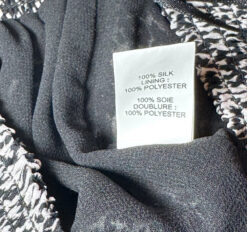 100% SILK
LINING :
100% POLYESTER
100% SOIE
DOUBLURE :
100% POLYESTER